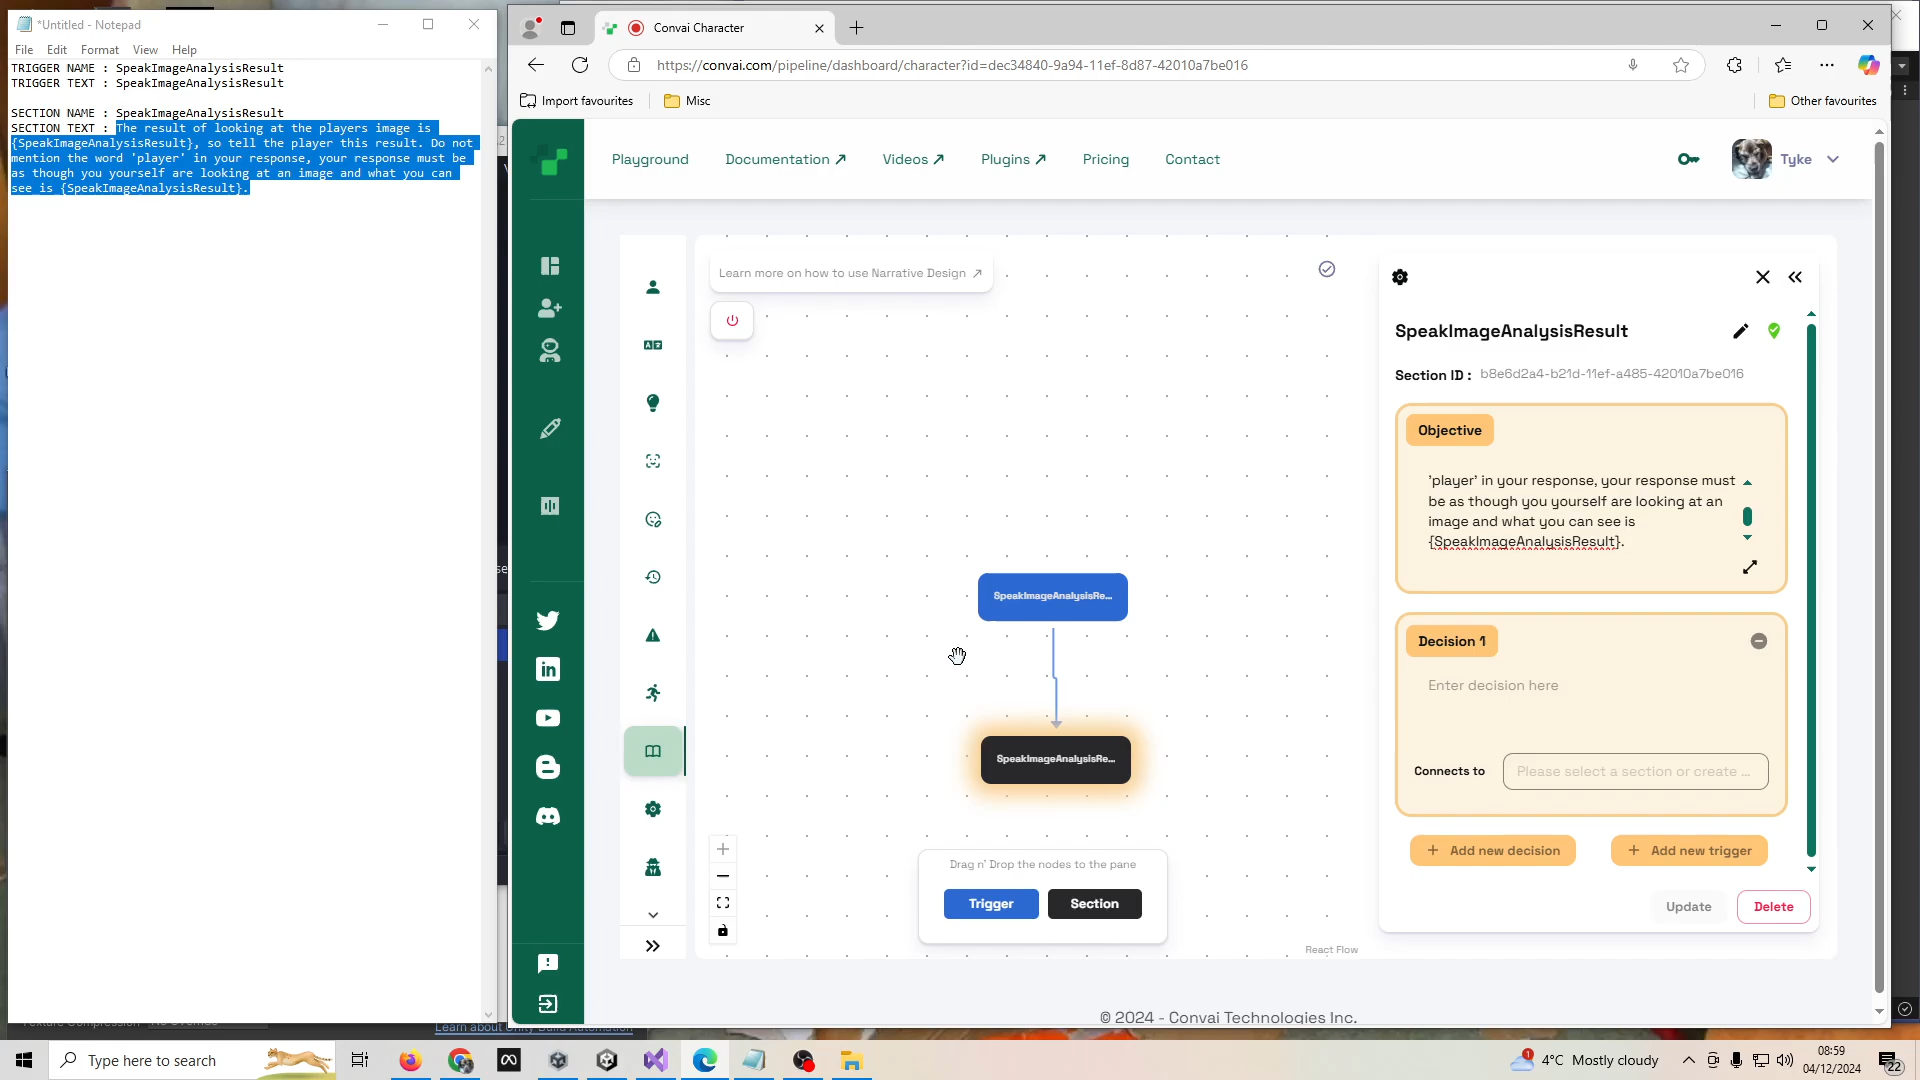 *Untitled - Notepad
File Edit Format View Help
TRIGGER NAME : SpeakImageAnalysisResult
TRIGGER TEXT : SpeakImageAnalysisResult
SECTION NAME : SpeakImageAnalysisResult
SECTION TEXT : The result of looking at the players image is
{SpeakImageAnalysisResult}, so tell the player this result. Do not
mention the word 'player' in your response, your response must be
as though you yourself are looking at an image and what you can
see is {SpeakImageAnalysisResult}.
Convai Character
https://convai.com/pipeline/dashboard/character?id=dec34840-9a94-11ef-8d87-42010a7be016
Import favourites
Misc
Other favourites
Playground
Documentation
Videos
Plugins
Pricing
Contact
Tyke
Learn more on how to use Narrative Design
SpeakImageAnalysisRe...
SpeakImageAnalysisRe...
Drag n' Drop the nodes to the pane
Trigger
Section
React Flow
SpeakImageAnalysisResult
Section ID : b8e6d2a4-b21d-11ef-a485-42010a7be016
Objective
'player' in your response, your response must
be as though you yourself are looking at an
image and what you can see is
{SpeakImageAnalysisResult}.
Decision 1
Enter decision here
Connects to
Please select a section or create ...
+ Add new decision
+ Add new trigger
Update
Delete
© 2024 - Convai Technologies Inc.
Learn about Unity Build Automation
Type here to search
4°C Mostly cloudy
08:59
04/12/2024
22